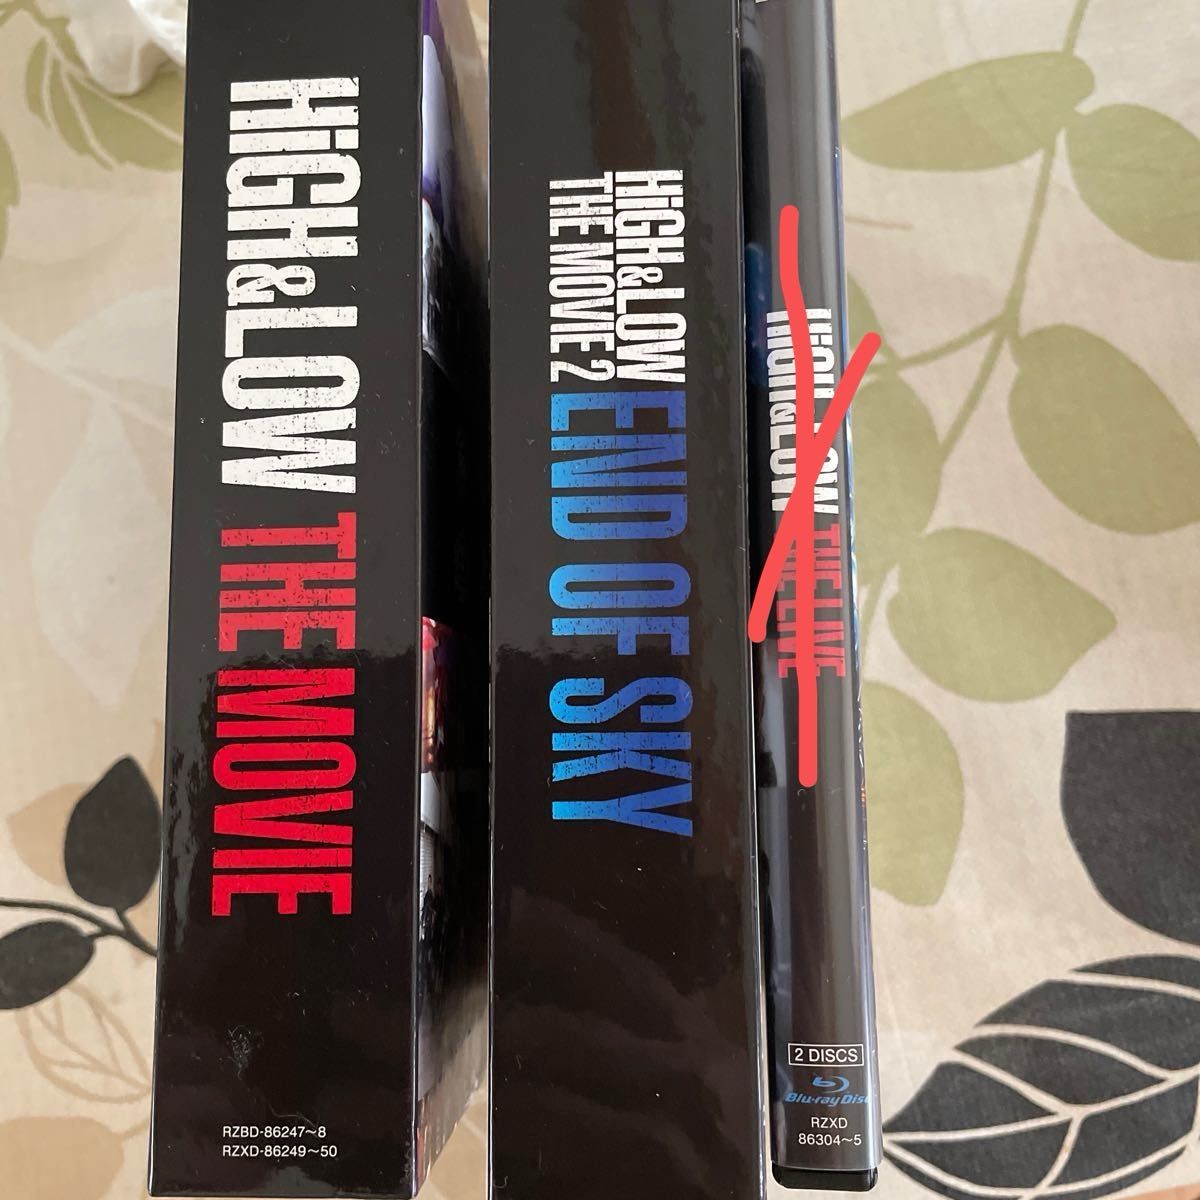 HiGH&LOW THE MOVIE
RZBD-86247～8
RZXD-86249～50
HiGH&LOW
THE MOVIE 2
END OF SKY
HiGH&LOW THE LIVE
2 DISCS
Blu-ray Disc
RZXD
86304～5